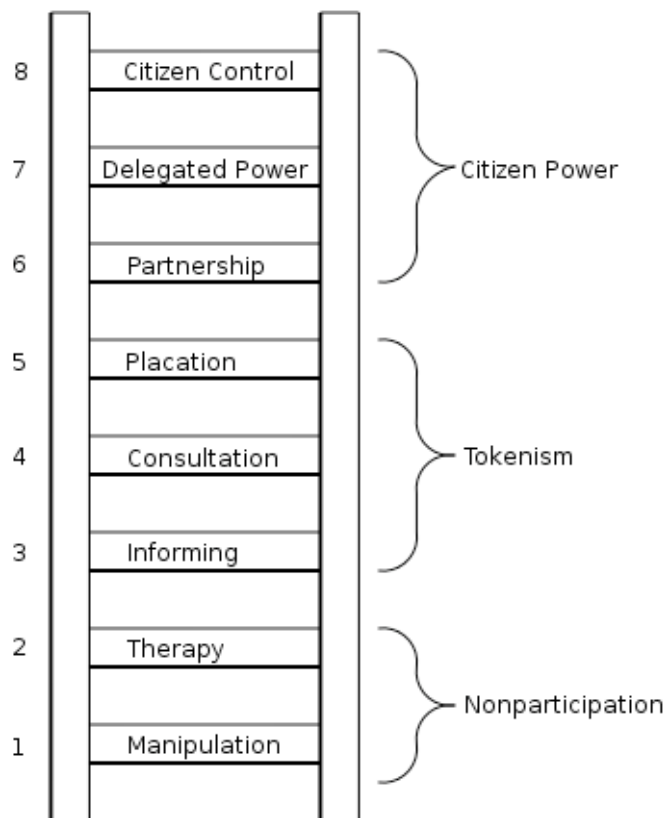 8 Citizen Control
7 Delegated Power Citizen Power
6 Partnership
5 Placation
4 Consultation Tokenism
3 Informing
2 Therapy
Nonparticipation
1 Manipulation